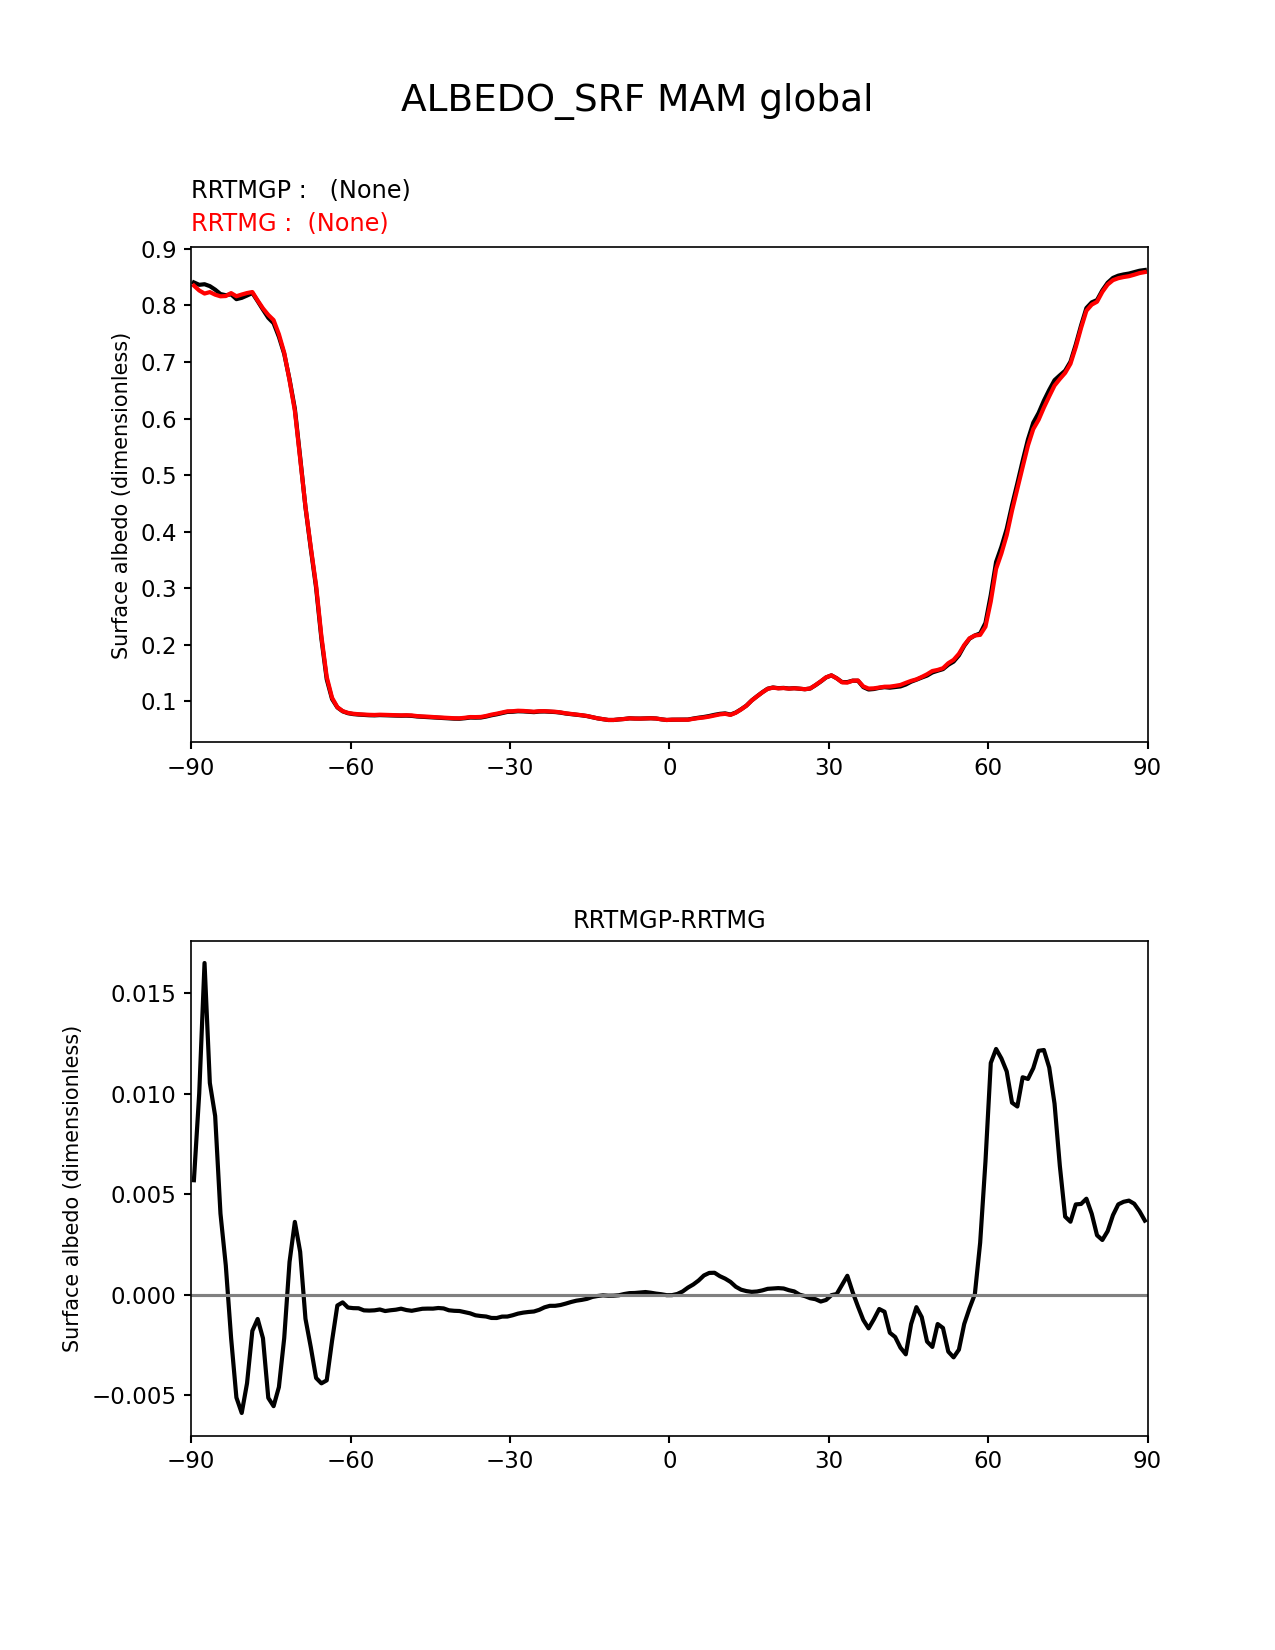 ALBEDO_SRF MAM global
RRTMGP :   (None)
RRTMG :  (None)
Surface albedo (dimensionless)
0.9
0.8
0.7
0.6
0.5
0.4
0.3
0.2
0.1
−90 −60 −30 0 30 60 90
RRTMGP-RRTMG
Surface albedo (dimensionless)
0.015
0.010
0.005
0.000
−0.005
−90 −60 −30 0 30 60 90